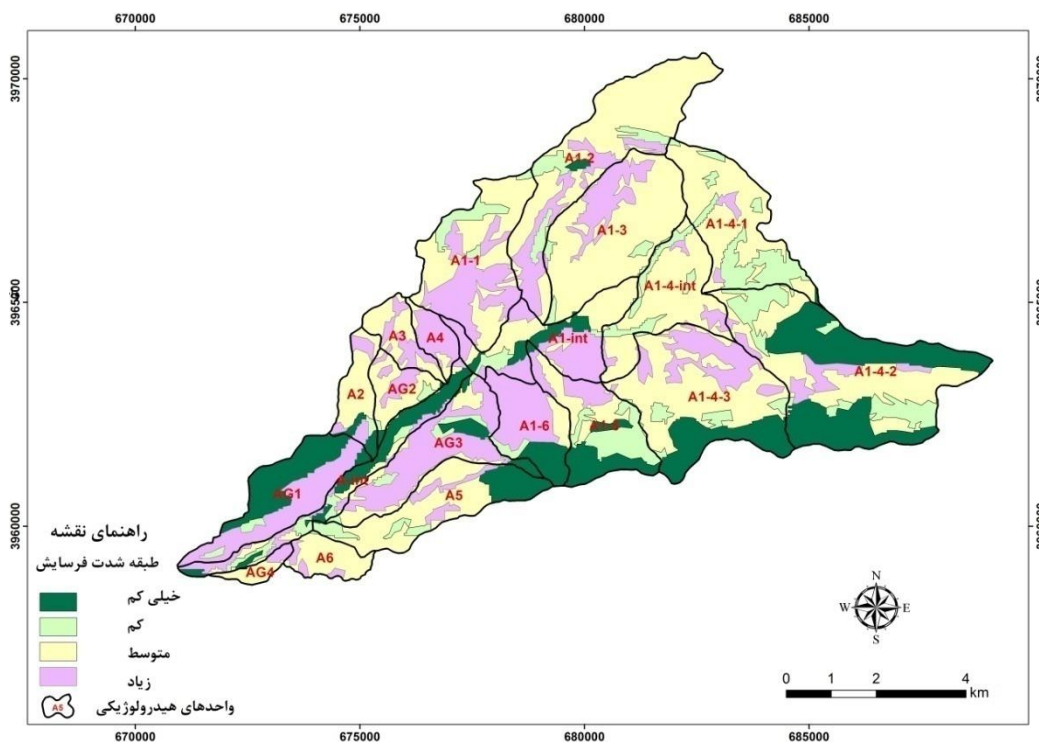 670000 675000 680000 685000
3970000
3970000
A1-2
A1-3
A1-4-1
A1-1
A1-4-int
3965000
A3 A4 A1-int
A1-4-2
AG2
A2 A1-4-3
A1-6
AG3
AG1 A5
3960000
A6
AG4
راهنمای نقشه
طبقه شدت فرسایش
خیلی کم
کم
متوسط
زیاد
A5 واحدهای هیدرولوژیکی
N
W E
S
0 1 2 4
km
670000 675000 680000 685000